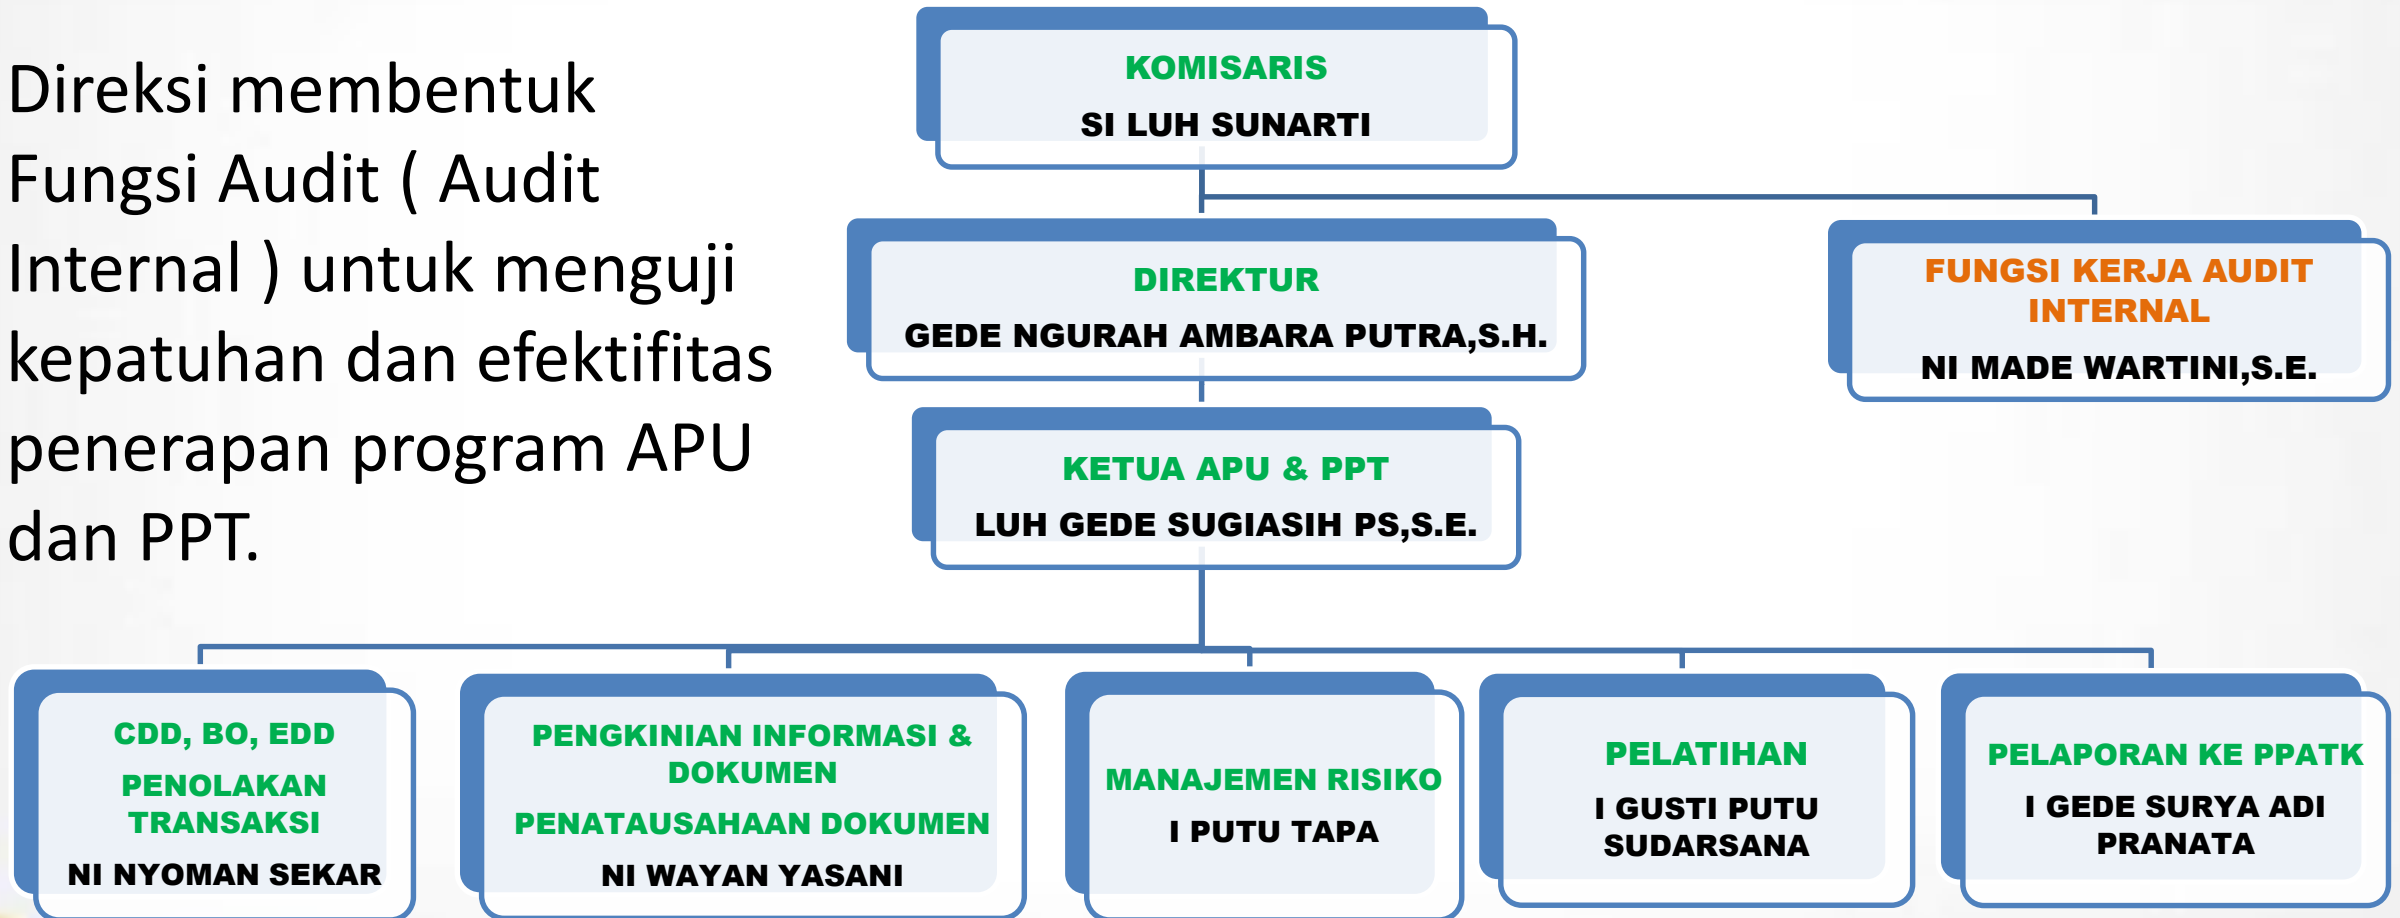 Direksi membentuk
Fungsi Audit ( Audit
Internal ) untuk menguji
kepatuhan dan efektifitas
penerapan program APU
dan PPT.
KOMISARIS
SI LUH SUNARTI
DIREKTUR
GEDE NGURAH AMBARA PUTRA,S.H.
FUNGSI KERJA AUDIT
INTERNAL
NI MADE WARTINI,S.E.
KETUA APU & PPT
LUH GEDE SUGIASIH PS,S.E.
CDD, BO, EDD
PENOLAKAN
TRANSAKSI
NI NYOMAN SEKAR
PENGKINIAN INFORMASI &
DOKUMEN
PENATAUSAHAAN DOKUMEN
NI WAYAN YASANI
MANAJEMEN RISIKO
I PUTU TAPA
PELATIHAN
I GUSTI PUTU
SUDARSANA
PELAPORAN KE PPATK
I GEDE SURYA ADI
PRANATA